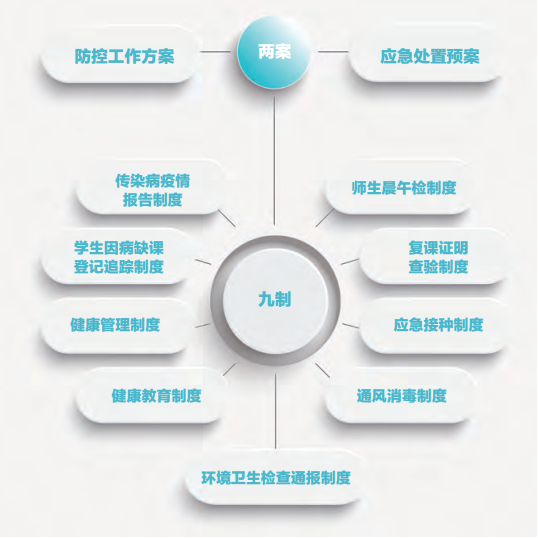 防控工作方案
两案
应急处置预案
传染病疫情
报告制度
师生晨午检制度
学生因病缺课
登记追踪制度
复课证明
查验制度
九制
健康管理制度
应急接种制度
健康教育制度
通风消毒制度
环境卫生检查通报制度